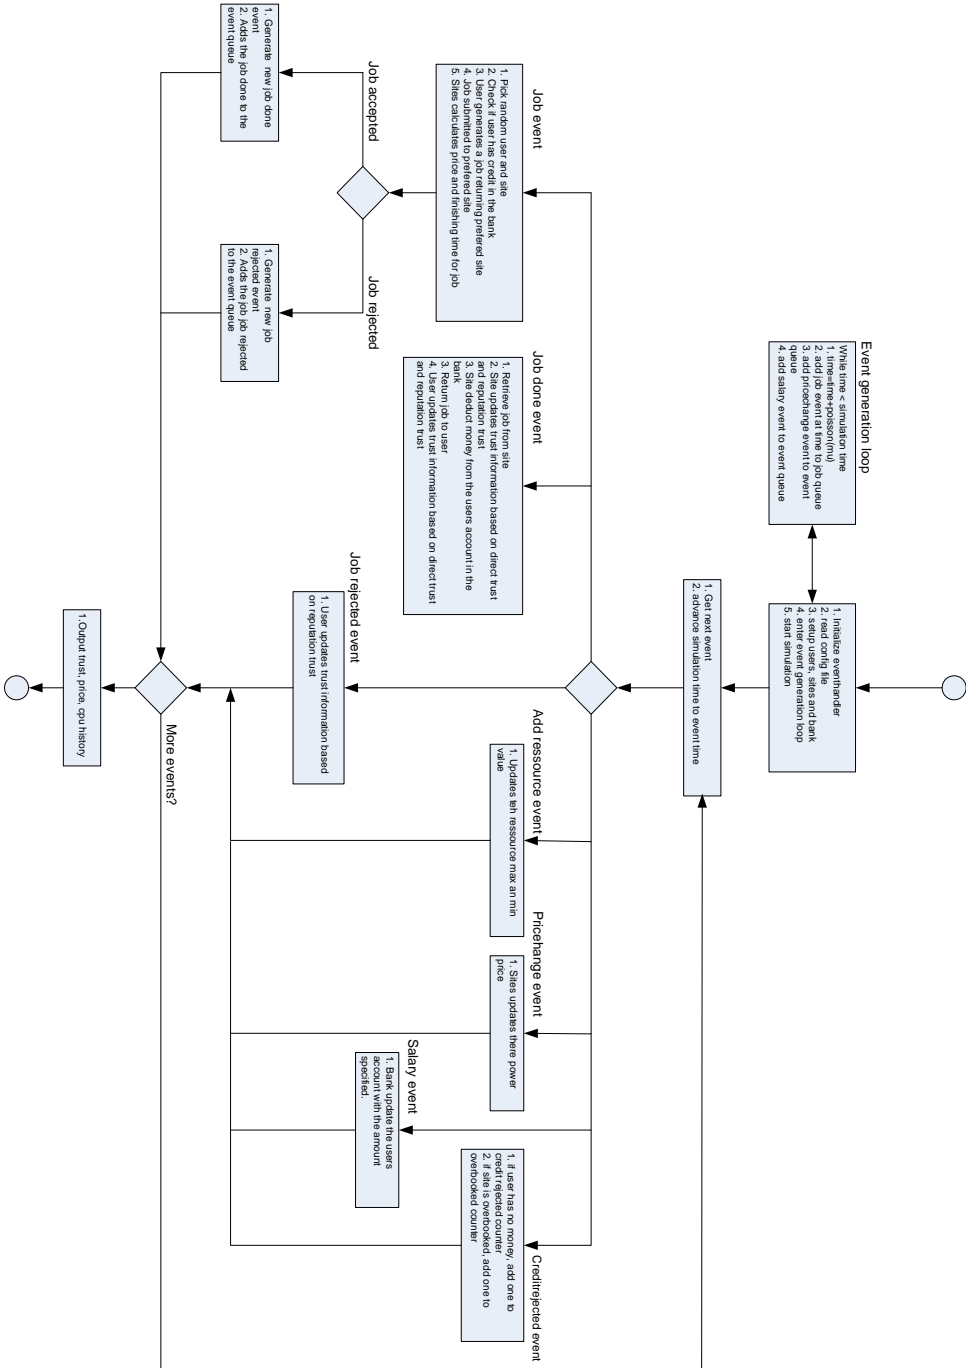 Event generation loop
While time < simulation time
1. time=time+poisson(mu)
2. add job event at time to job queue
3. add pricechange event to event
queue
4. add salary event to event queue
1. Initialize eventhandler
2. read config file
3. setup users, sites and bank
4. enter event generation loop
5. start simulation
1. Get next event
2. advance simulation time to event time
Job event
1. Pick random user and site
2. Check if user has credit in the bank
3. User generates a job returning prefered site
4. Job submitted to prefered site
5. Sites calculates price and finishing time for job
Job done event
1. Retrieve job from site
2. Site updates trust information based on direct trust
and reputation trust
3. Site deduct money from the users account in the
bank
3. Return job to user
4. User updates trust information based on direct trust
and reputation trust
Add ressource event
1. Updates teh ressource max an min
value
Pricehange event
1. Sites updates there power
price
Creditrejected event
1. if user has no money, add one to
credit rejected counter
2. if site is overbooked, add one to
overbooked counter
Salary event
1. Bank update the users
account with the amount
specified.
Job rejected event
1. User updates trust information based
on reputation trust
Job accepted
Job rejected
1. Generate new job done
event
2. Adds the job done to the
event queue
1. Generate new job
rejected event
2. Adds the job job rejected
to the event queue
More events?
1.Output trust, price, cpu history